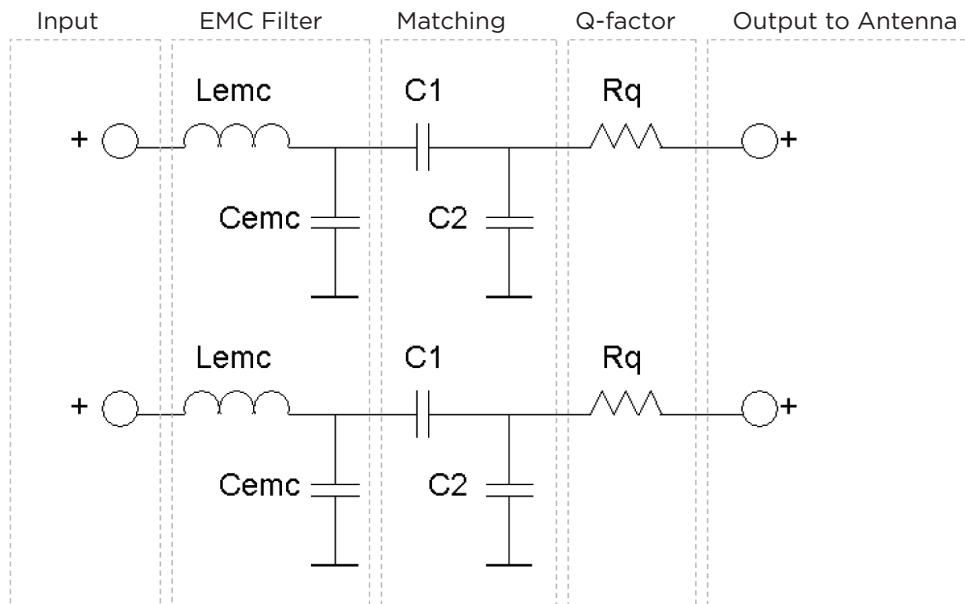 Input EMC Filter Matching Q-factor Output to Antenna
Lemc C1 Rq
+ +
Cemc C2
Lemc C1 Rq
+ +
Cemc C2